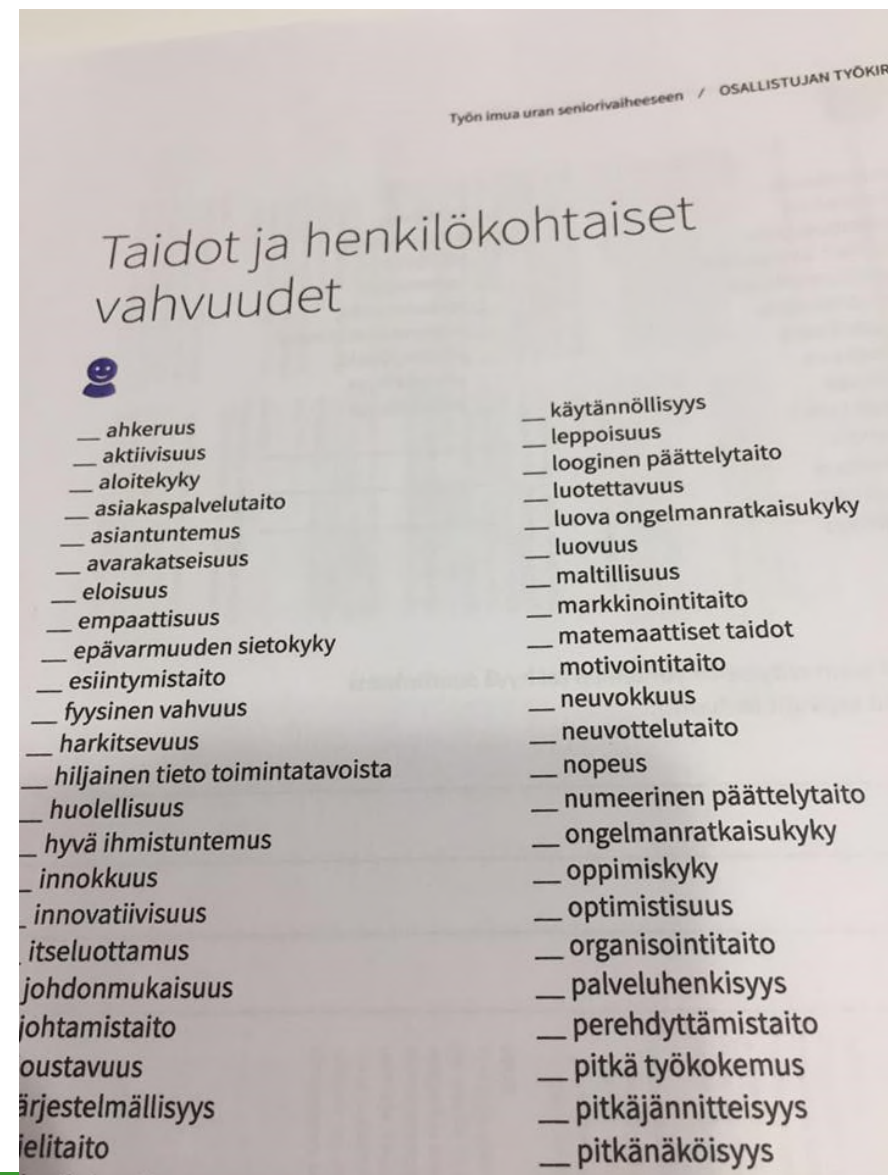 Työn imua uran seniorivaiheeseen / OSALLISTUJAN TYÖKIR
Taidot ja henkilökohtaiset
vahvuudet
__ ahkeruus
__ aktiivisuus
__ aloitekyky
__ asiakaspalvelutaito
__ asiantuntemus
__ avarakatseisuus
__ eloisuus
__ empaattisuus
__ epävarmuuden sietokyky
__ esiintymistaito
__ fyysinen vahvuus
__ harkitsevuus
__ hiljainen tieto toimintatavoista
__ huolellisuus
__ hyvä ihmistuntemus
_ innokkuus
_ innovatiivisuus
itseluottamus
johdonmukaisuus
johtamistaito
oustavuus
ärjestelmällisyys
ielitaito
__ käytännöllisyys
__ leppoisuus
__ looginen päättelytaito
__ luotettavuus
__ luova ongelmanratkaisukyky
__ luovuus
__ maltillisuus
__ markkinointitaito
__ matemaattiset taidot
__ motivointitaito
__ neuvokkuus
__ neuvottelutaito
__ nopeus
__ numeerinen päättelytaito
__ ongelmanratkaisukyky
__ oppimiskyky
__ optimistisuus
__ organisointitaito
__ palveluhenkisyys
__ perehdyttämistaito
__ pitkä työkokemus
__ pitkäjännitteisyys
__ pitkänäköisyys